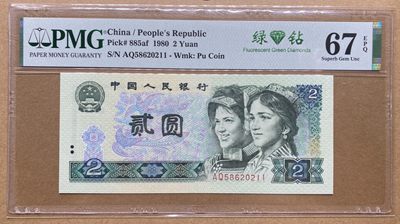 PMG
PAPER MONEY GUARANTY
China / People's Republic
Pick# 885af 1980 2 Yuan
S/N AQ58620211 - Wmk: Pu Coin
绿钻
Fluorescent Green Diamonds
67 EPQ
Superb Gem Unc
中国人民银行
2
贰圆
2
2
AQ58620211